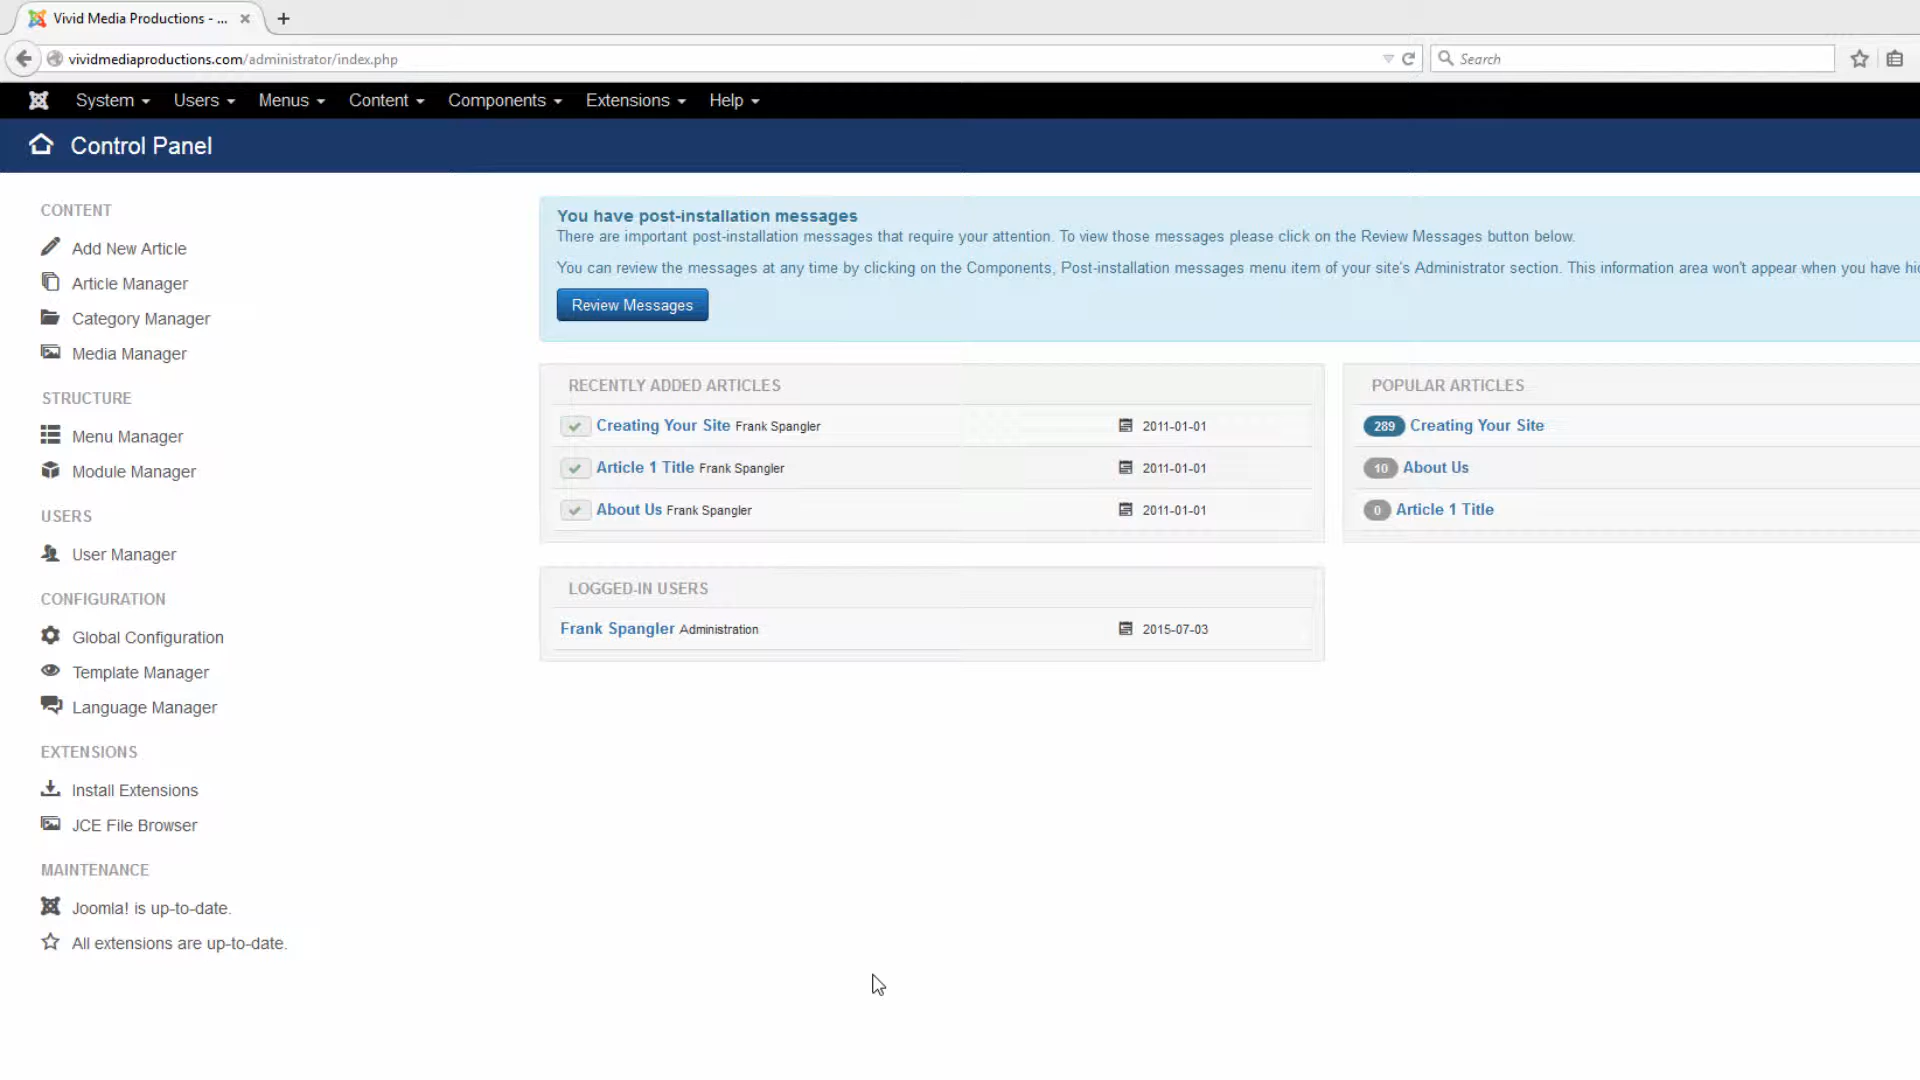 Vivid Media Productions - ...
vividmediaproductions.com/administrator/index.php
Search
System Users Menus Content Components Extensions Help
Control Panel
CONTENT
Add New Article
Article Manager
Category Manager
Media Manager
STRUCTURE
Menu Manager
Module Manager
USERS
User Manager
CONFIGURATION
Global Configuration
Template Manager
Language Manager
EXTENSIONS
Install Extensions
JCE File Browser
MAINTENANCE
Joomla! is up-to-date.
All extensions are up-to-date.
You have post-installation messages
There are important post-installation messages that require your attention. To view those messages please click on the Review Messages button below.
You can review the messages at any time by clicking on the Components, Post-installation messages menu item of your site's Administrator section. This information area won't appear when you have
Review Messages
RECENTLY ADDED ARTICLES
Creating Your Site Frank Spangler 2011-01-01
Article 1 Title Frank Spangler 2011-01-01
About Us Frank Spangler 2011-01-01
LOGGED-IN USERS
Frank Spangler Administration 2015-07-03
POPULAR ARTICLES
289 Creating Your Site
10 About Us
0 Article 1 Title